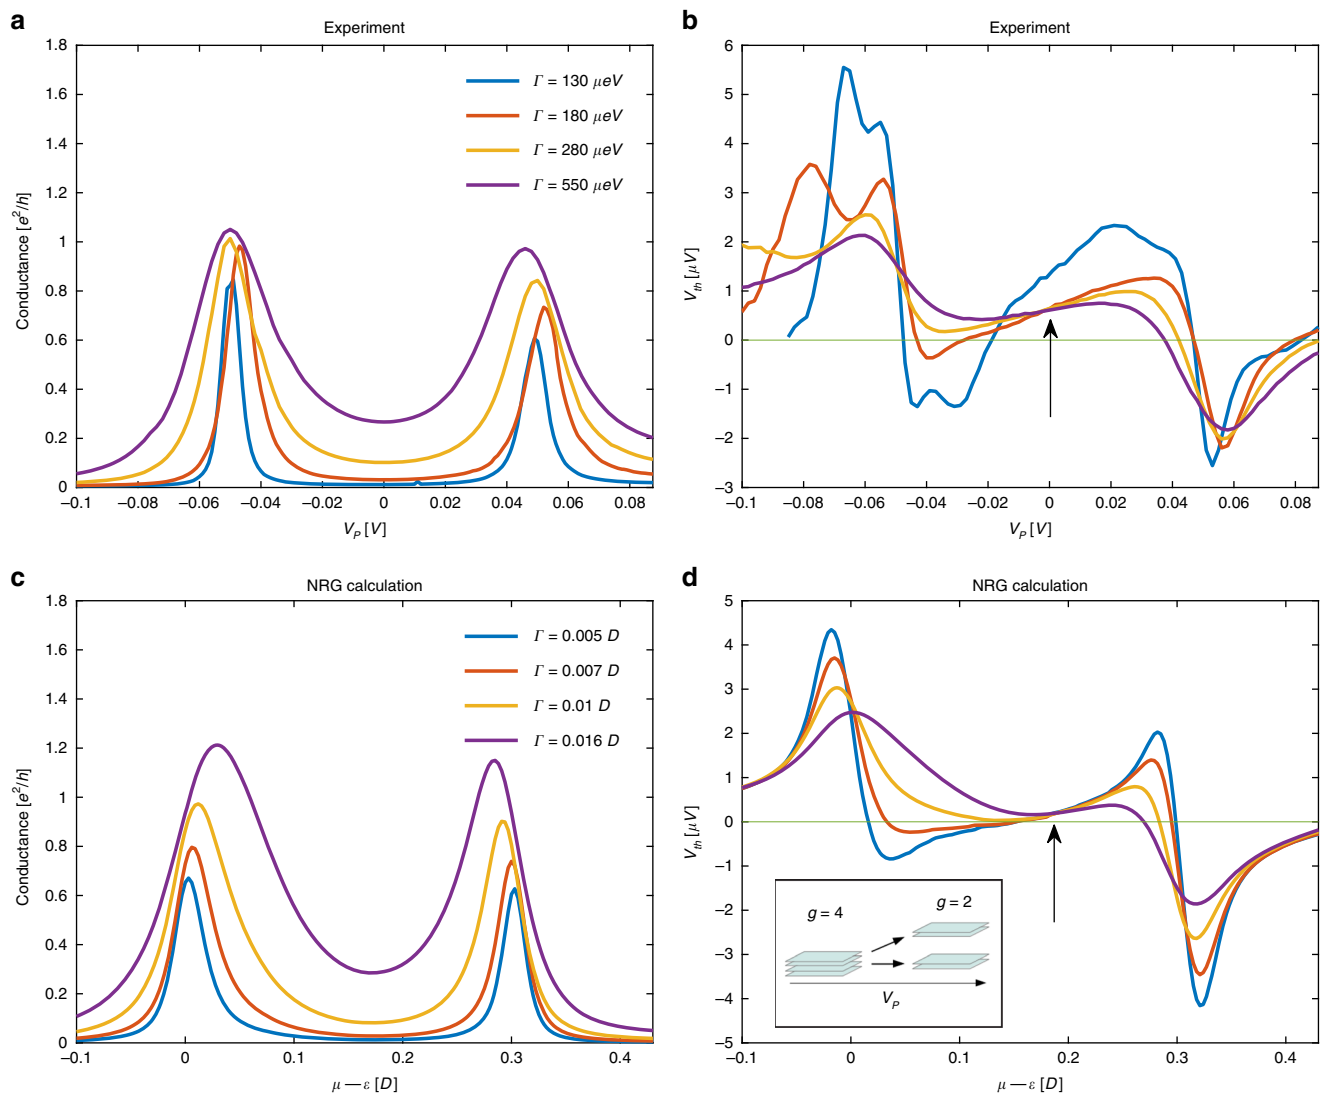 a
Experiment
1.8
1.6
1.4
1.2
1
0.8
0.6
0.4
0.2
0
Conductance [e²/h]
Γ = 130 μeV
Γ = 180 μeV
Γ = 280 μeV
Γ = 550 μeV
−0.1 −0.08 −0.06 −0.04 −0.02 0 0.02 0.04 0.06 0.08
V_P [V]
b
Experiment
6
5
4
3
2
1
0
−1
−2
−3
V_th [μV]
−0.1 −0.08 −0.06 −0.04 −0.02 0 0.02 0.04 0.06 0.08
V_P [V]
c
NRG calculation
1.8
1.6
1.4
1.2
1
0.8
0.6
0.4
0.2
0
Conductance [e²/h]
Γ = 0.005 D
Γ = 0.007 D
Γ = 0.01 D
Γ = 0.016 D
−0.1 0 0.1 0.2 0.3 0.4
μ — ε [D]
d
NRG calculation
5
4
3
2
1
0
−1
−2
−3
−4
−5
V_th [μV]
g = 4
g = 2
V_P
−0.1 0 0.1 0.2 0.3 0.4
μ — ε [D]